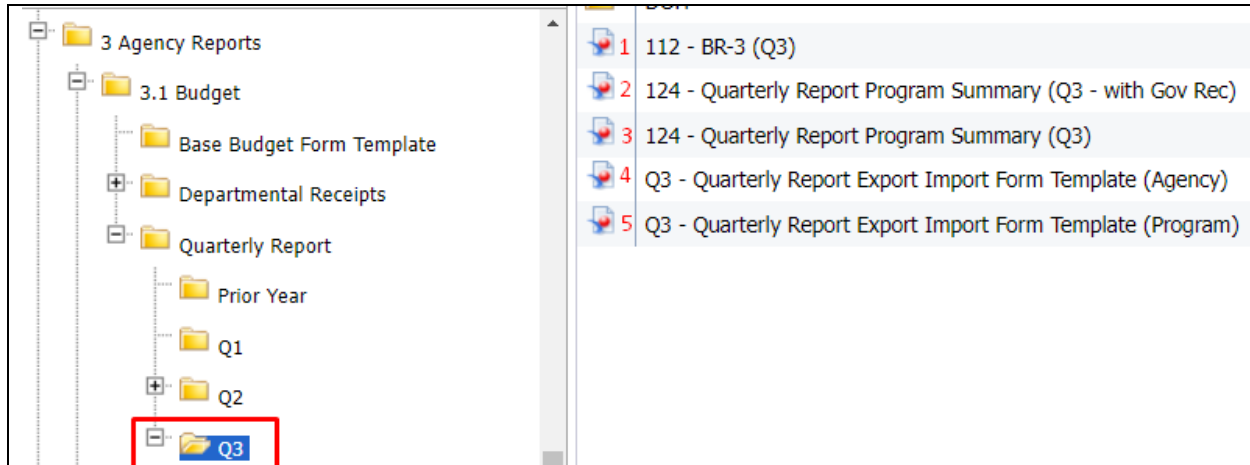 3 Agency Reports
3.1 Budget
Base Budget Form Template
Departmental Receipts
Quarterly Report
Prior Year
Q1
Q2
Q3
1 112 - BR-3 (Q3)
2 124 - Quarterly Report Program Summary (Q3 - with Gov Rec)
3 124 - Quarterly Report Program Summary (Q3)
4 Q3 - Quarterly Report Export Import Form Template (Agency)
5 Q3 - Quarterly Report Export Import Form Template (Program)